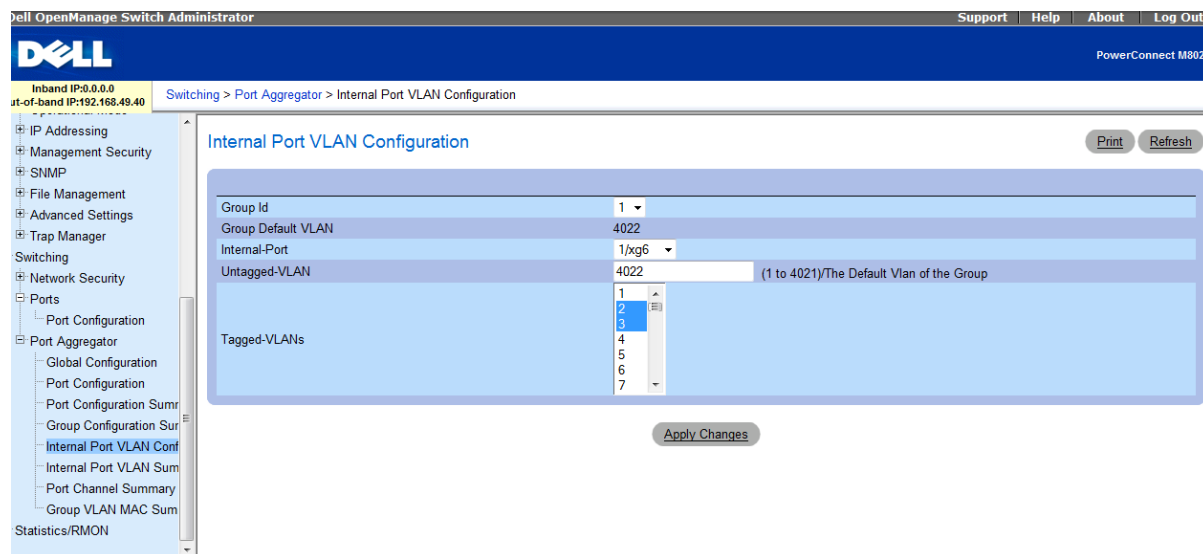 Dell OpenManage Switch Administrator
Support | Help | About | Log Out
DELL
PowerConnect M802
Inband IP:0.0.0.0
ut-of-band IP:192.168.49.40
Switching > Port Aggregator > Internal Port VLAN Configuration
IP Addressing
Management Security
SNMP
File Management
Advanced Settings
Trap Manager
Switching
Network Security
Ports
Port Configuration
Port Aggregator
Global Configuration
Port Configuration
Port Configuration Sumr
Group Configuration Sur
Internal Port VLAN Conf
Internal Port VLAN Sum
Port Channel Summary
Group VLAN MAC Sum
Statistics/RMON
Internal Port VLAN Configuration
Print
Refresh
Group Id 1
Group Default VLAN 4022
Internal-Port 1/xg6
Untagged-VLAN 4022 (1 to 4021)/The Default Vlan of the Group
Tagged-VLANs
1
2
3
4
5
6
7
Apply Changes